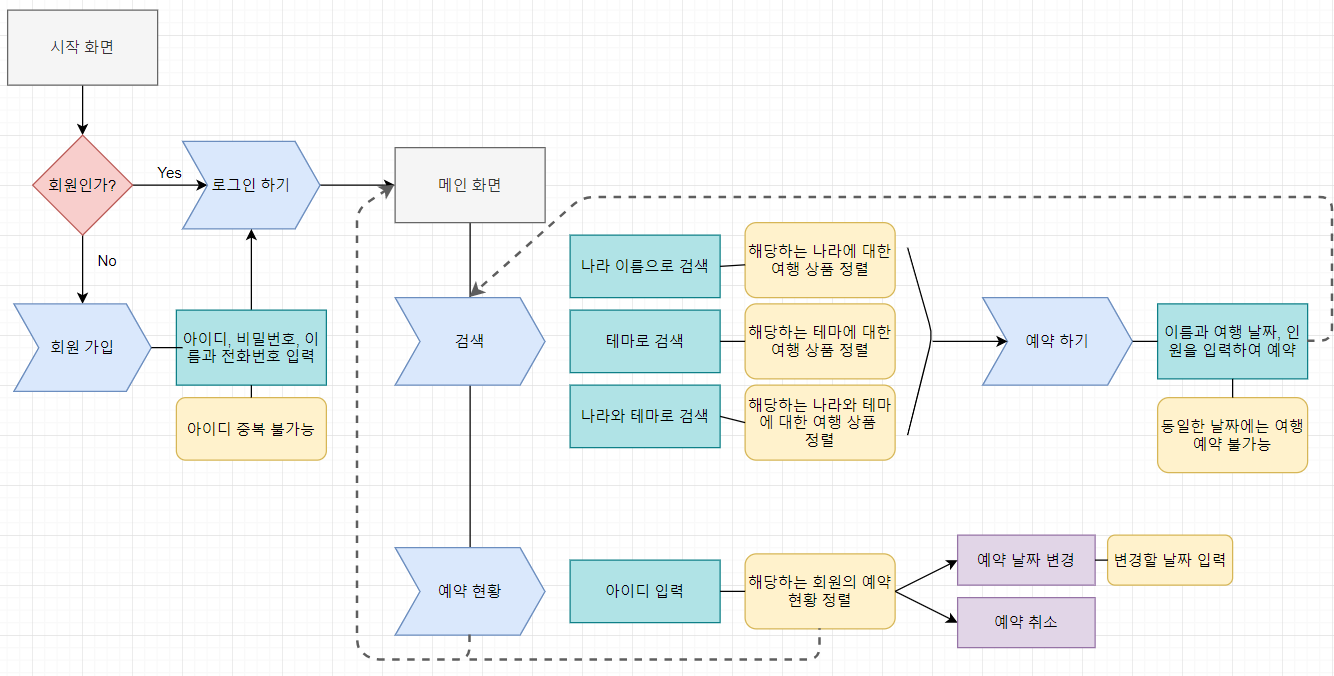 시작 화면
회원인가?
Yes
로그인 하기
메인 화면
No
회원 가입
아이디, 비밀번호, 이
름과 전화번호 입력
아이디 중복 불가능
검색
나라 이름으로 검색
해당하는 나라에 대한
여행 상품 정렬
테마로 검색
해당하는 테마에 대한
여행 상품 정렬
나라와 테마로 검색
해당하는 나라와 테마
에 대한 여행 상품
정렬
예약 하기
이름과 여행 날짜, 인
원을 입력하여 예약
동일한 날짜에는 여행
예약 불가능
예약 현황
아이디 입력
해당하는 회원의 예약
현황 정렬
예약 날짜 변경
변경할 날짜 입력
예약 취소